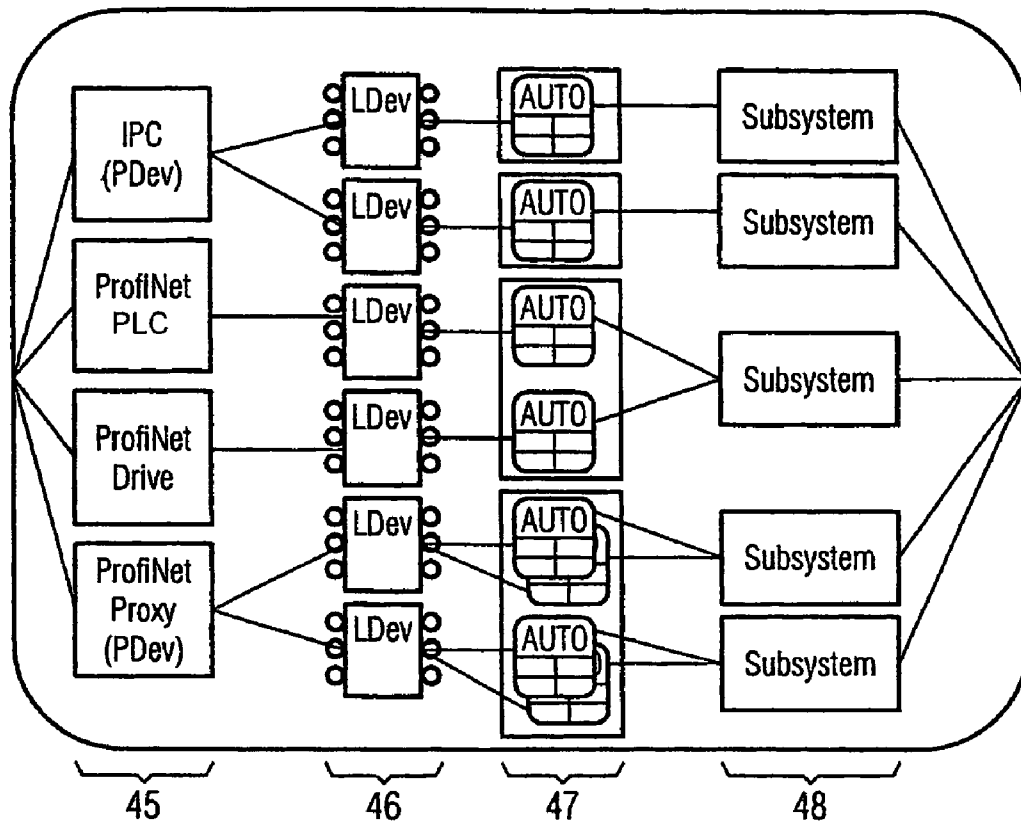 IPC
(PDev)
ProfiNet
PLC
ProfiNet
Drive
ProfiNet
Proxy
(PDev)
LDev
LDev
LDev
LDev
LDev
LDev
AUTO
AUTO
AUTO
AUTO
AUTO
AUTO
Subsystem
Subsystem
Subsystem
Subsystem
Subsystem
45
46
47
48